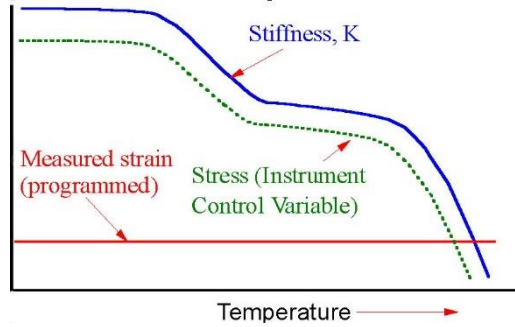 Stiffness, K
Measured strain
(programmed)
Stress (Instrument
Control Variable)
Temperature